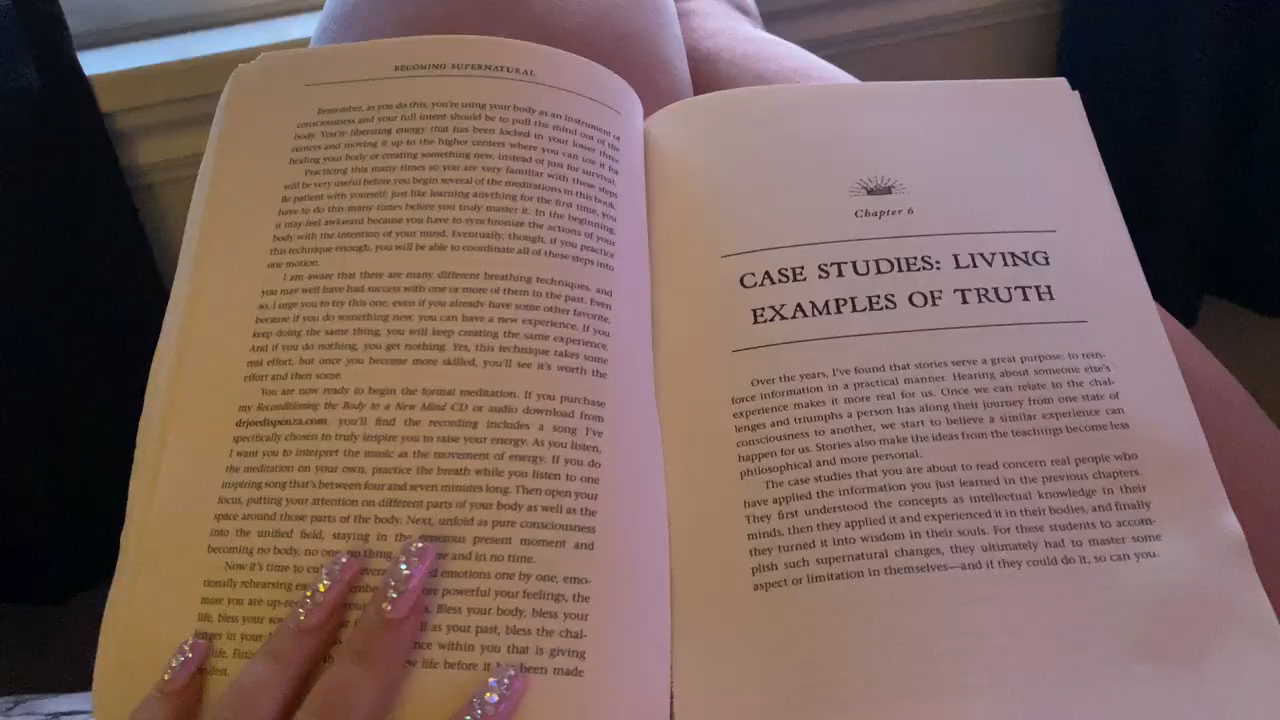 BECOMING SUPERNATURAL
Remember, as you do this, you're using your body as an instrument of
consciousness and your full intent should be to pull the mind out of the
body. You're liberating energy that has been locked in your lower three
centers and moving it up to the higher centers where you can use it for
healing your body or creating something new, instead of just for survival.
Practicing this many times so you are very familiar with these steps
will be very useful before you begin several of the meditations in this book.
Be patient with yourself; just like learning anything for the first time, you
have to do this many times before you truly master it. In the beginning,
it may feel awkward because you have to synchronize the actions of your
body with the intention of your mind. Eventually, though, if you practice
this technique enough, you will be able to coordinate all of these steps into
one motion.
I am aware that there are many different breathing techniques, and
you may well have had success with one or more of them in the past. Even
so, I urge you to try this one, even if you already have some other favorite,
because if you do something new, you can have a new experience. If you
keep doing the same thing, you will keep creating the same experience.
And if you do nothing, you get nothing. Yes, this technique takes some
real effort, but once you become more skilled, you'll see it's worth the
effort and then some.
You are now ready to begin the formal meditation. If you purchase
my Reconditioning the Body to a New Mind CD or audio download from
drjoedispenza.com, you'll find the recording includes a song I've
specifically chosen to truly inspire you to raise your energy. As you listen,
I want you to interpret the music as the movement of energy. If you do
the meditation on your own, practice the breath while you listen to one
inspiring song that's between four and seven minutes long. Then open your
focus, putting your attention on different parts of your body as well as the
space around those parts of the body. Next, unfold as pure consciousness
into the unified field, staying in the generous present moment and
becoming no body, no one, no thing, and in no time.
Now it's time to emotions one by one, emo-
tionally rehearsing powerful your feelings, the
more you are Bless your body, bless your
life, bless your as your past, bless the chal-
lenges in your within you that is giving
life. life before it has been made
manifest.
Chapter 6
CASE STUDIES: LIVING
EXAMPLES OF TRUTH
Over the years, I've found that stories serve a great purpose: to rein-
force information in a practical manner. Hearing about someone else's
experience makes it more real for us. Once we can relate to the chal-
lenges and triumphs a person has along their journey from one state of
consciousness to another, we start to believe a similar experience can
happen for us. Stories also make the ideas from the teachings become less
philosophical and more personal.
The case studies that you are about to read concern real people who
have applied the information you just learned in the previous chapters.
They first understood the concepts as intellectual knowledge in their
minds, then they applied it and experienced it in their bodies, and finally
they turned it into wisdom in their souls. For these students to accom-
plish such supernatural changes, they ultimately had to master some
aspect or limitation in themselves—and if they could do it, so can you.